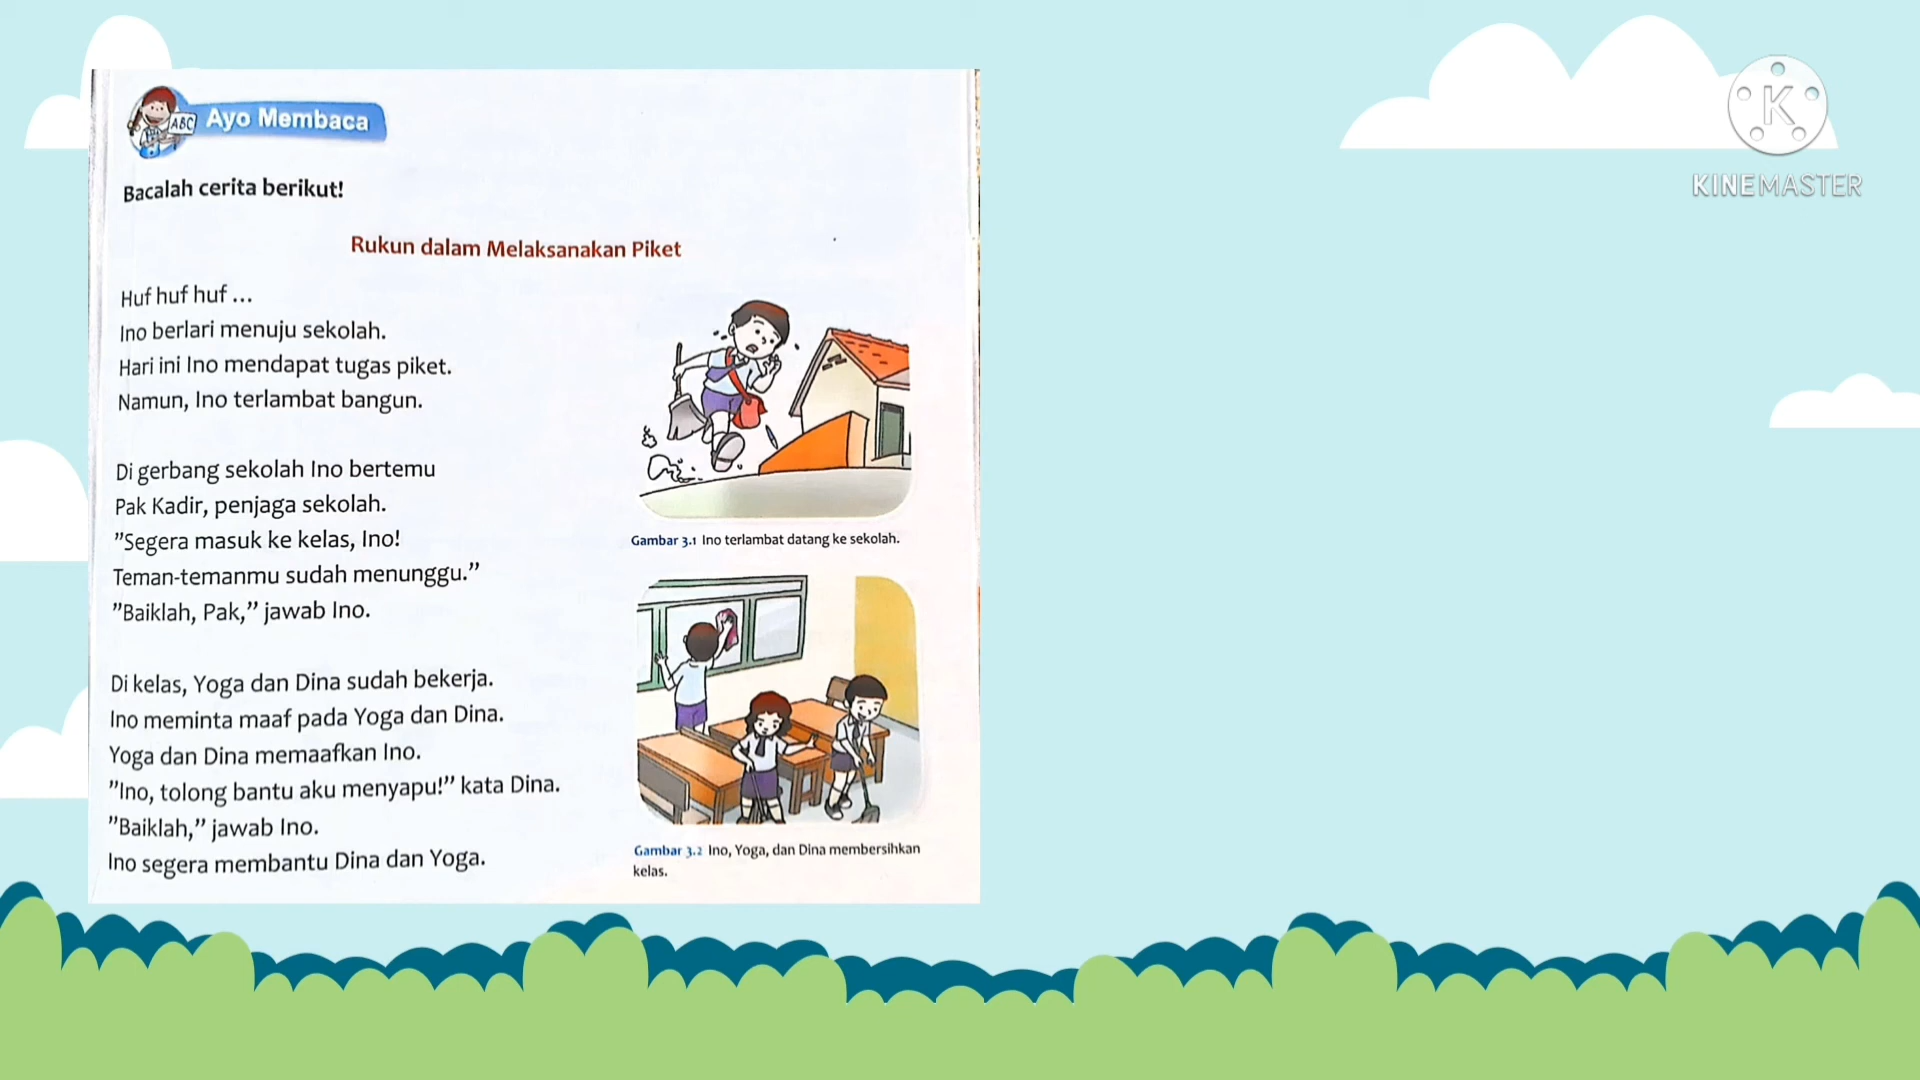 ABC
Ayo Membaca
Bacalah cerita berikut!
Rukun dalam Melaksanakan Piket
Huf huf huf ...
Ino berlari menuju sekolah.
Hari ini Ino mendapat tugas piket.
Namun, Ino terlambat bangun.
Di gerbang sekolah Ino bertemu
Pak Kadir, penjaga sekolah.
”Segera masuk ke kelas, Ino!
Teman-temanmu sudah menunggu.”
”Baiklah, Pak,” jawab Ino.
Di kelas, Yoga dan Dina sudah bekerja.
Ino meminta maaf pada Yoga dan Dina.
Yoga dan Dina memaafkan Ino.
”Ino, tolong bantu aku menyapu!” kata Dina.
”Baiklah,” jawab Ino.
Ino segera membantu Dina dan Yoga.
Gambar 3.1 Ino terlambat datang ke sekolah.
Gambar 3.2 Ino, Yoga, dan Dina membersihkan
kelas.
K
KINEMASTER